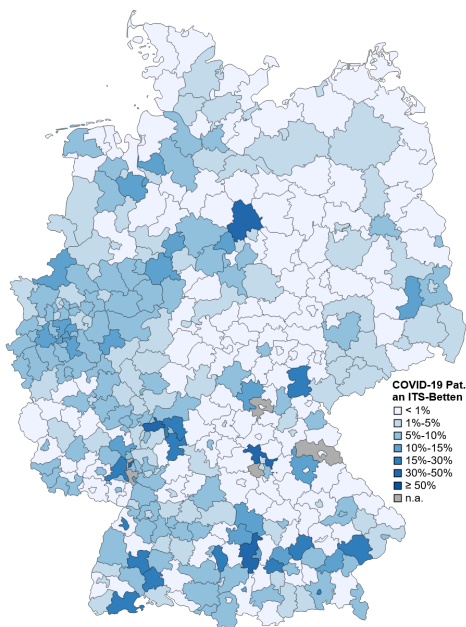 COVID-19 Pat.
an ITS-Betten
< 1%
1%-5%
5%-10%
10%-15%
15%-30%
30%-50%
≥ 50%
n.a.